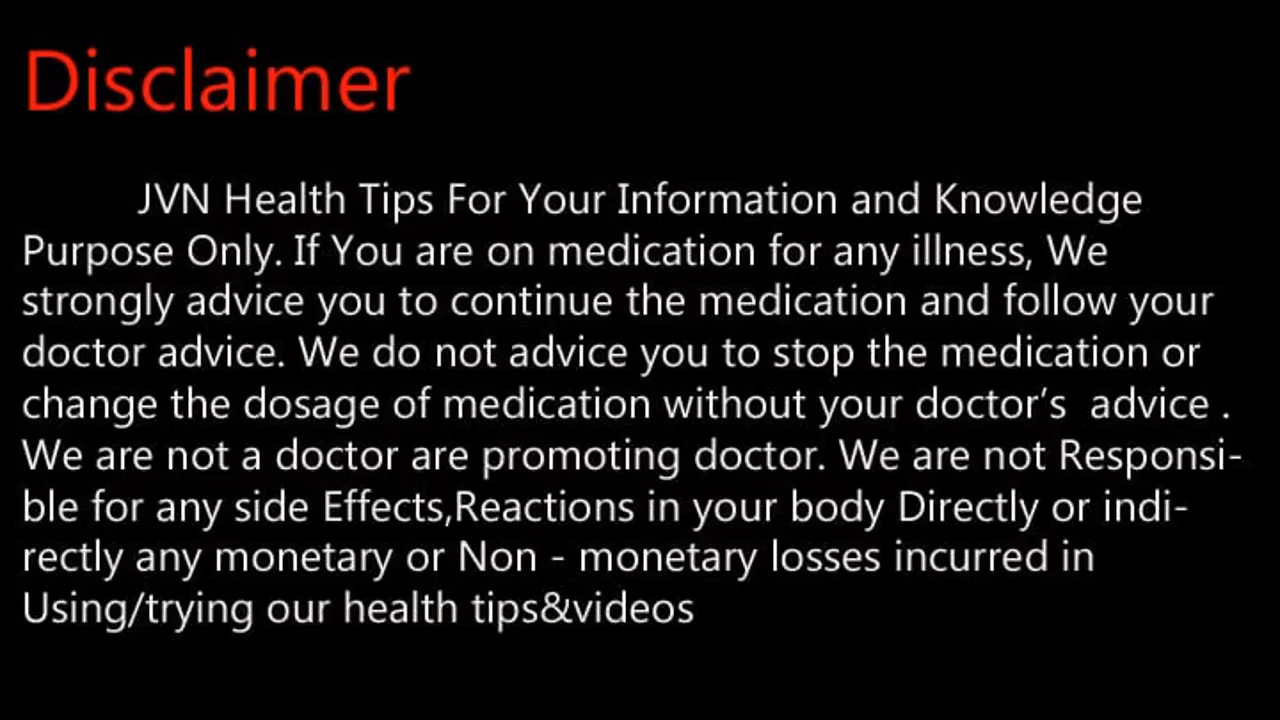 Disclaimer
JVN Health Tips For Your Information and Knowledge
Purpose Only. If You are on medication for any illness, We
strongly advice you to continue the medication and follow your
doctor advice. We do not advice you to stop the medication or
change the dosage of medication without your doctor's  advice .
We are not a doctor are promoting doctor. We are not Responsi-
ble for any side Effects,Reactions in your body Directly or indi-
rectly any monetary or Non - monetary losses incurred in
Using/trying our health tips&videos